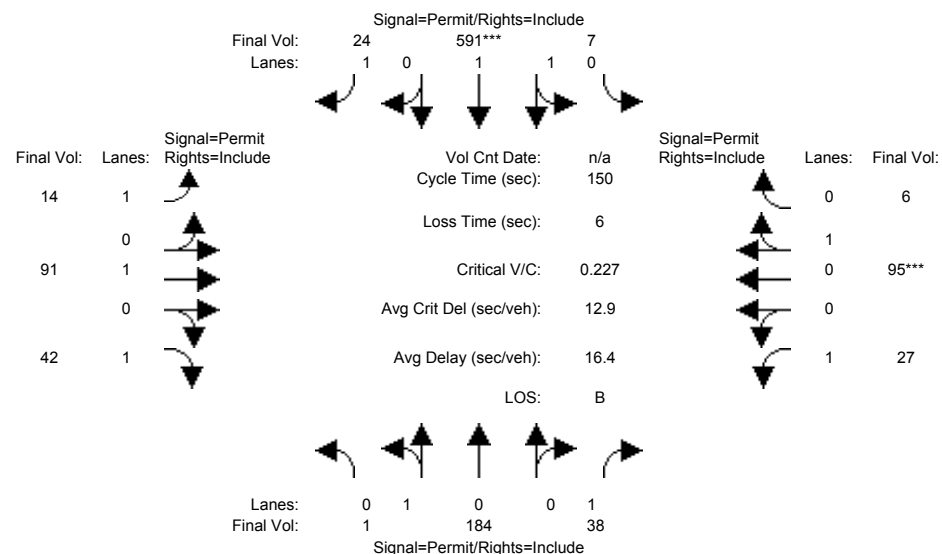 Signal=Permit/Rights=Include
Final Vol: 24 591*** 7
Lanes: 1 0 1 1 0
Signal=Permit
Final Vol: Lanes: Rights=Include
Vol Cnt Date: n/a
Signal=Permit
Rights=Include Lanes: Final Vol:
Cycle Time (sec): 150
14 1
0 6
Loss Time (sec): 6
0
1
91 1
Critical V/C: 0.227
0 95***
0
Avg Crit Del (sec/veh): 12.9
0
42 1
Avg Delay (sec/veh): 16.4
1 27
LOS: B
Lanes: 0 1 0 0 1
Final Vol: 1 184 38
Signal=Permit/Rights=Include